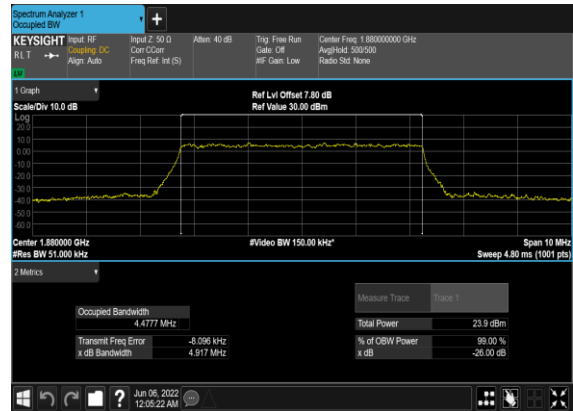 Spectrum Analyzer 1
Occupied BW
+
KEYSIGHT Input: RF Input Z: 50 Ω Atten: 40 dB Trig: Free Run Center Freq: 1.880000000 GHz
RLT Coupling: DC Corr CCorr Gate: Off Avg|Hold: 500/500
Align: Auto Freq Ref: Int (S) #IF Gain: Low Radio Std: None
LW
1 Graph
Ref Lvl Offset 7.80 dB
Scale/Div 10.0 dB Ref Value 30.00 dBm
Log
20.0
10.0
0.00
-10.0
-20.0
-30.0
-40.0
-50.0
-60.0
Center 1.880000 GHz #Video BW 150.00 kHz* Span 10 MHz
#Res BW 51.000 kHz Sweep 4.80 ms (1001 pts)
2 Metrics
Measure Trace Trace 1
Occupied Bandwidth
4.4777 MHz
Total Power 23.9 dBm
Transmit Freq Error -8.096 kHz % of OBW Power 99.00 %
x dB Bandwidth 4.917 MHz x dB -26.00 dB
? Jun 06, 2022
12:05:22 AM